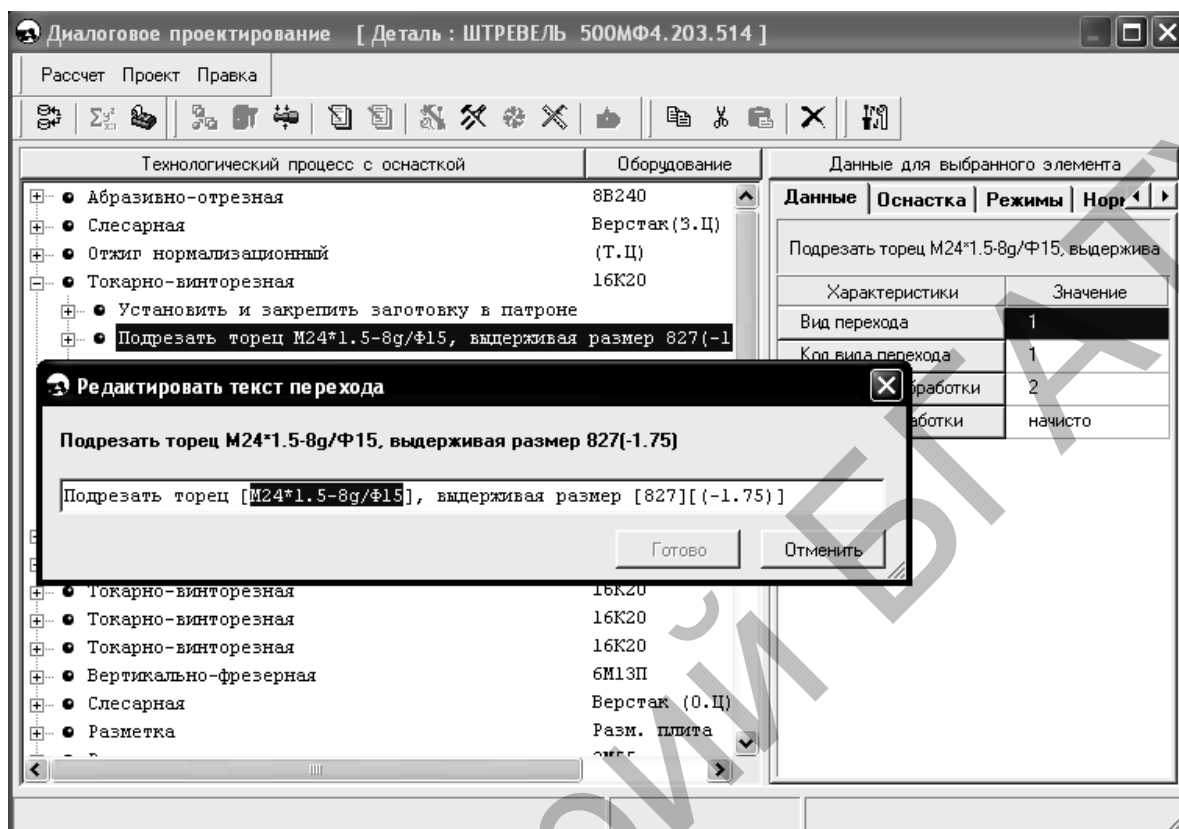 Диалоговое проектирование [ Деталь : ШТРЕВЕЛЬ 500МФ4.203.514 ]
Рассчет Проект Правка
Технологический процесс с оснасткой Оборудование Данные для выбранного элемента
Абразивно-отрезная 8В240
Слесарная Верстак(З.Ц)
Отжиг нормализационный (Т.Ц)
Токарно-винторезная 16К20
Установить и закрепить заготовку в патроне
Подрезать торец М24*1.5-8g/Ф15, выдерживая размер 827(-1
Данные Оснастка Режимы Норм
Подрезать торец М24*1.5-8g/Ф15, выдержива
Характеристики Значение
Вид перехода 1
Код вида перехода 1
бработки 2
аботки начисто
Редактировать текст перехода
Подрезать торец М24*1.5-8g/Ф15, выдерживая размер 827(-1.75)
Подрезать торец [М24*1.5-8g/Ф15], выдерживая размер [827][(-1.75)]
Готово Отменить
Токарно-винторезная 16К20
Токарно-винторезная 16К20
Токарно-винторезная 16К20
Вертикально-фрезерная 6М13П
Слесарная Верстак (О.Ц)
Разметка Разм. плита
ИЙ БГАТУ